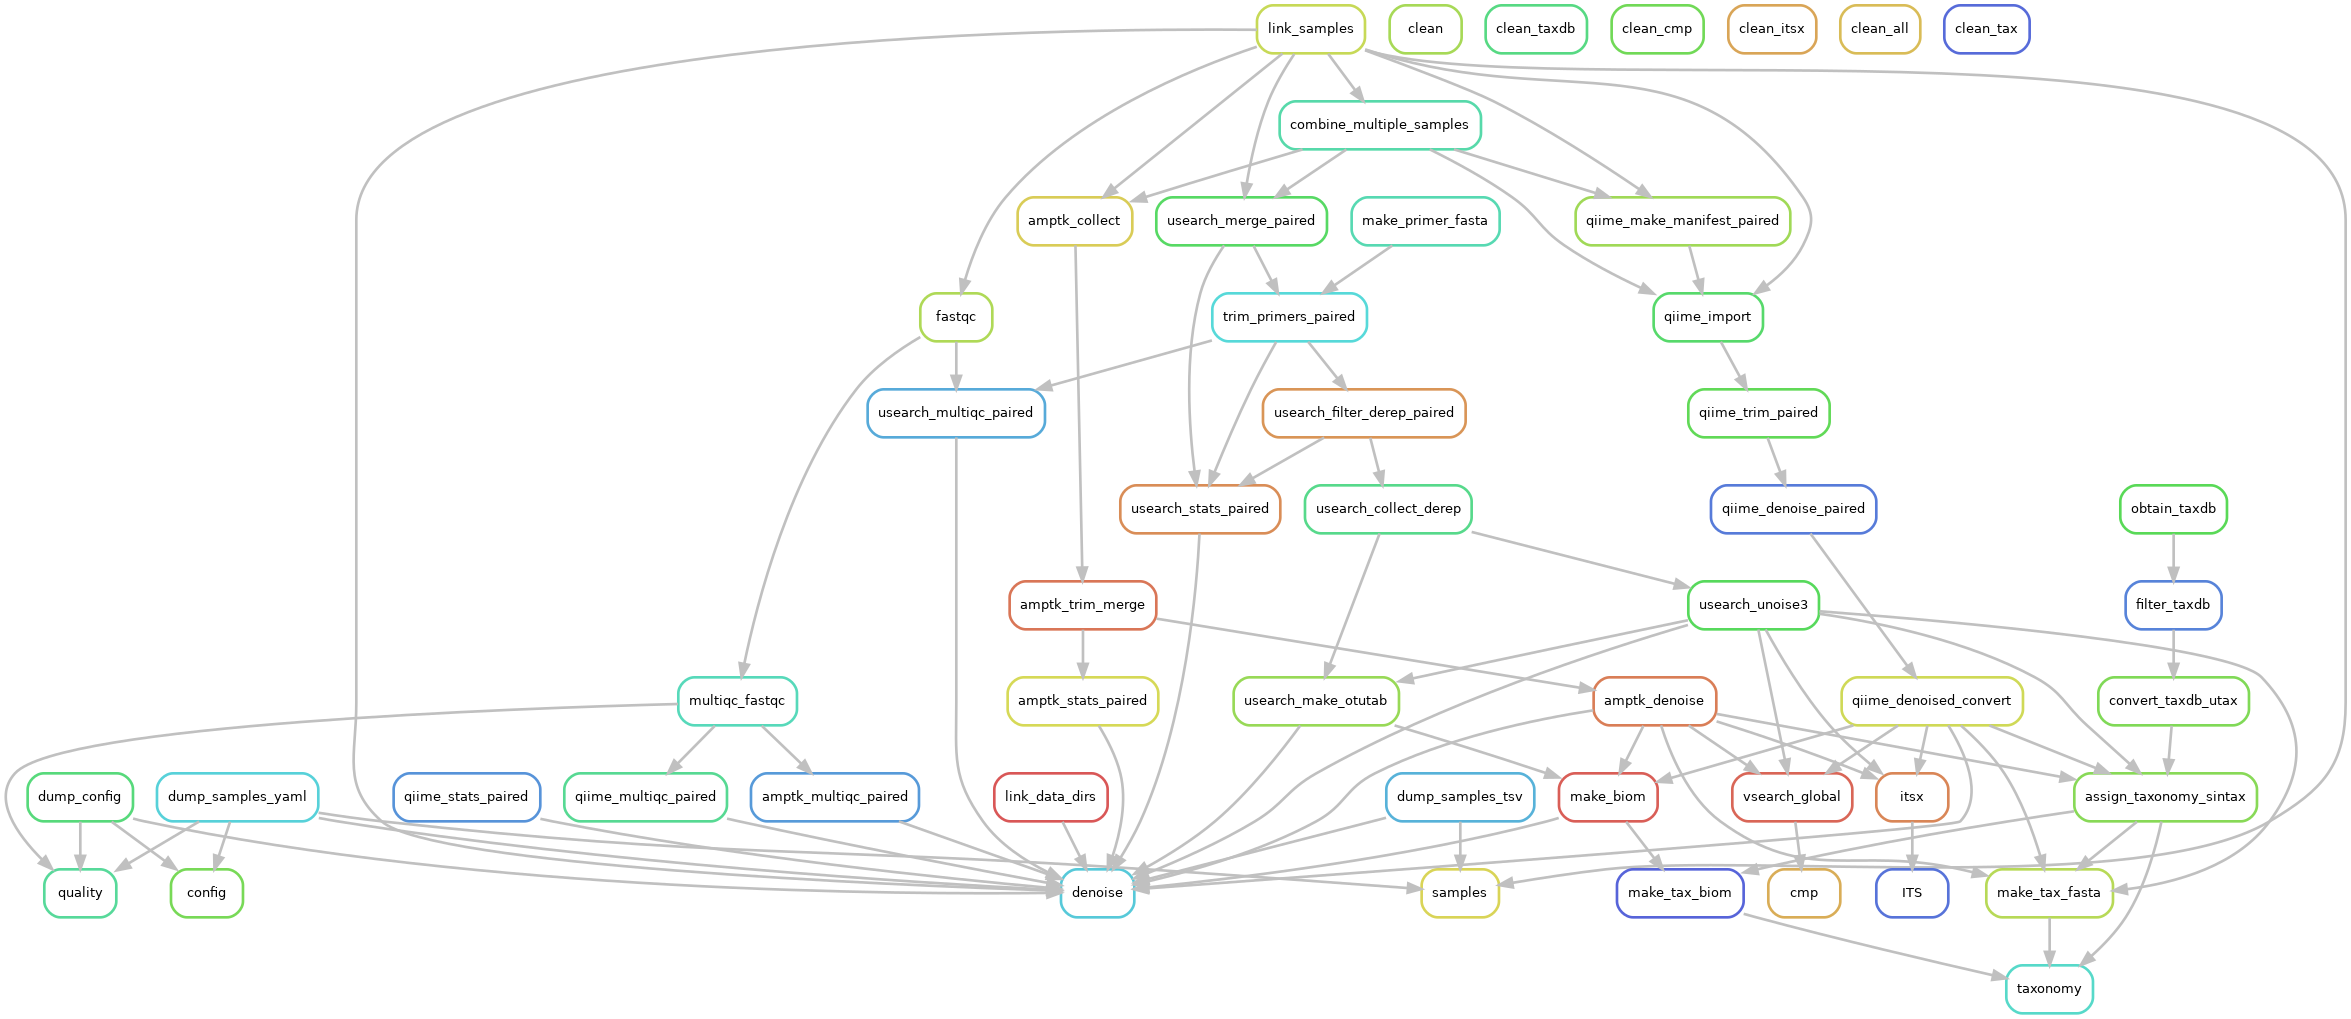 link_samples
clean
clean_taxdb
clean_cmp
clean_itsx
clean_all
clean_tax
combine_multiple_samples
amptk_collect
usearch_merge_paired
make_primer_fasta
qiime_make_manifest_paired
fastqc
trim_primers_paired
qiime_import
usearch_multiqc_paired
usearch_filter_derep_paired
qiime_trim_paired
usearch_stats_paired
usearch_collect_derep
qiime_denoise_paired
obtain_taxdb
amptk_trim_merge
usearch_unoise3
filter_taxdb
multiqc_fastqc
amptk_stats_paired
usearch_make_otutab
amptk_denoise
qiime_denoised_convert
convert_taxdb_utax
dump_config
dump_samples_yaml
qiime_stats_paired
qiime_multiqc_paired
amptk_multiqc_paired
link_data_dirs
dump_samples_tsv
make_biom
vsearch_global
itsx
assign_taxonomy_sintax
quality
config
denoise
samples
make_tax_biom
cmp
ITS
make_tax_fasta
taxonomy